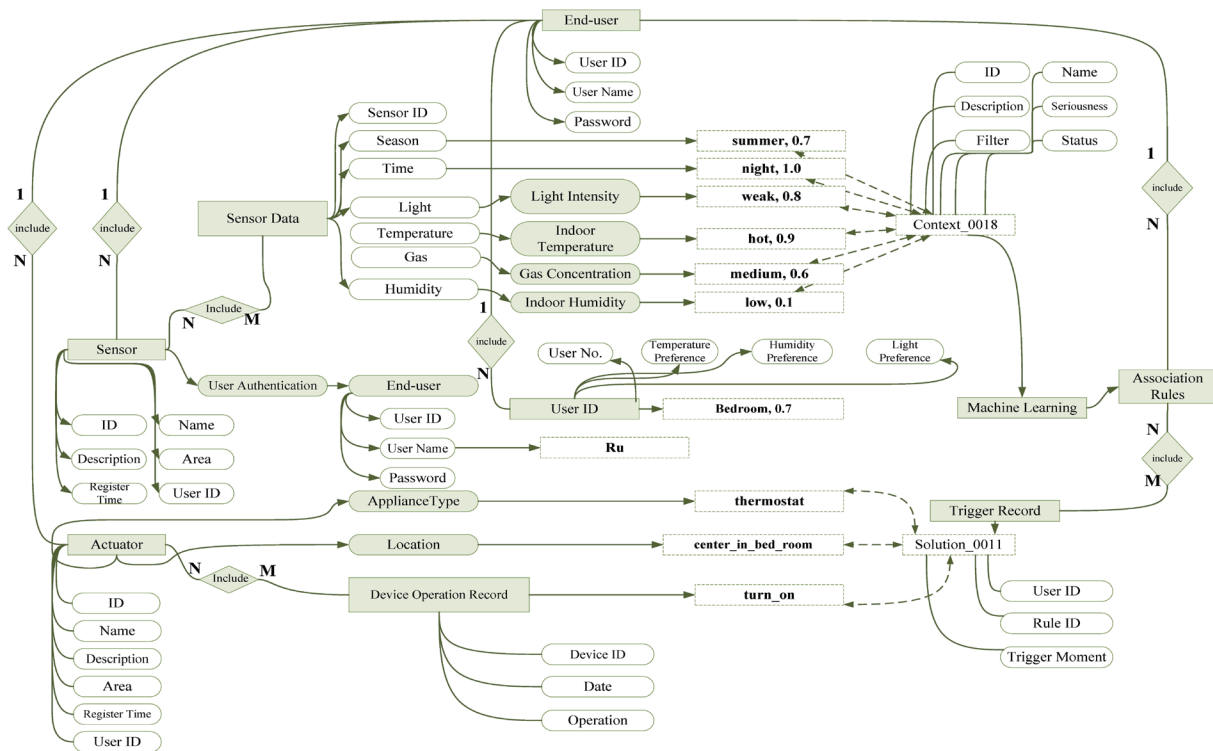 End-user
1
1
User ID
User Name
Password
ID
Name
Description
Seriousness
Filter
Status
Sensor ID
Season
summer, 0.7
Time
night, 1.0
Light
Light Intensity
weak, 0.8
Temperature
Indoor
Temperature
hot, 0.9
Gas
Gas Concentration
medium, 0.6
Humidity
Indoor Humidity
low, 0.1
Context_0018
Sensor Data
include
include
N
N
1
include
N
N
Include
M
1
include
N
Sensor
User Authentication
End-user
User ID
User Name
Password
Ru
User No.
Temperature
Preference
Humidity
Preference
Light
Preference
User ID
Bedroom, 0.7
Machine Learning
Association
Rules
N
include
M
ID
Name
Description
Area
Register
Time
User ID
ApplianceType
thermostat
Trigger Record
Actuator
Location
center_in_bed_room
Solution_0011
N
Include
M
Device Operation Record
turn_on
ID
Name
Description
Area
Register Time
User ID
Device ID
Date
Operation
User ID
Rule ID
Trigger Moment